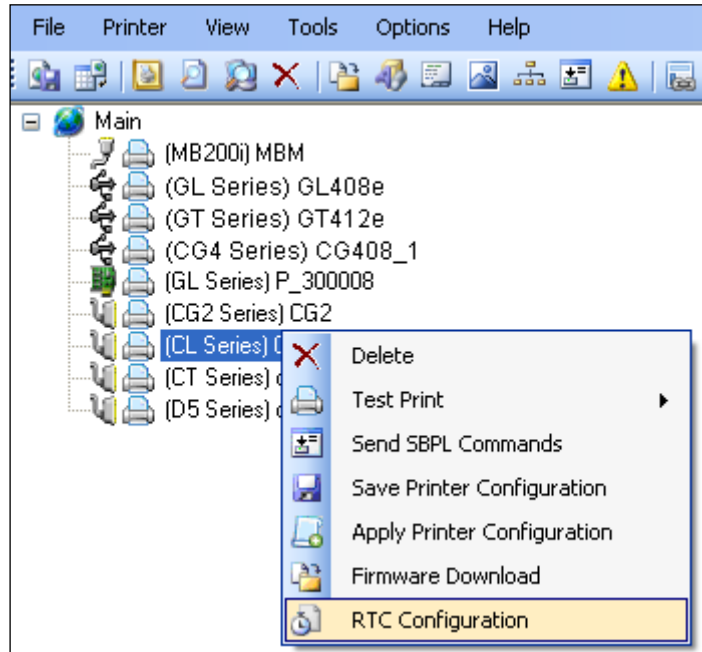 File Printer View Tools Options Help
Main
(MB200i) MBM
(GL Series) GL408e
(GT Series) GT412e
(CG4 Series) CG408_1
(GL Series) P_300008
(CG2 Series) CG2
(CL Series)
(CT Series)
(D5 Series)
Delete
Test Print
Send SBPL Commands
Save Printer Configuration
Apply Printer Configuration
Firmware Download
RTC Configuration